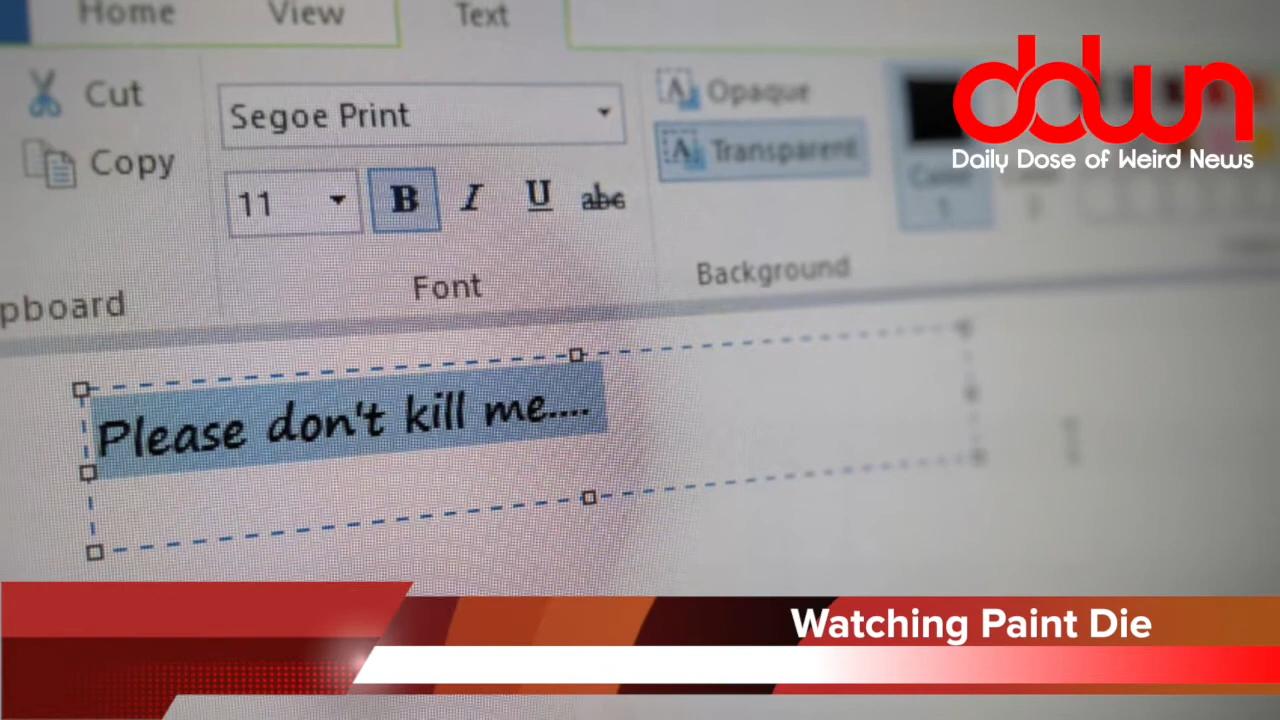 Home View Text
Cut
Copy
Segoe Print
11 B I U abc
Opaque
Transparent
pboard
Font
Background
Please don't kill me....
ddwn
Daily Dose of Weird News
Watching Paint Die